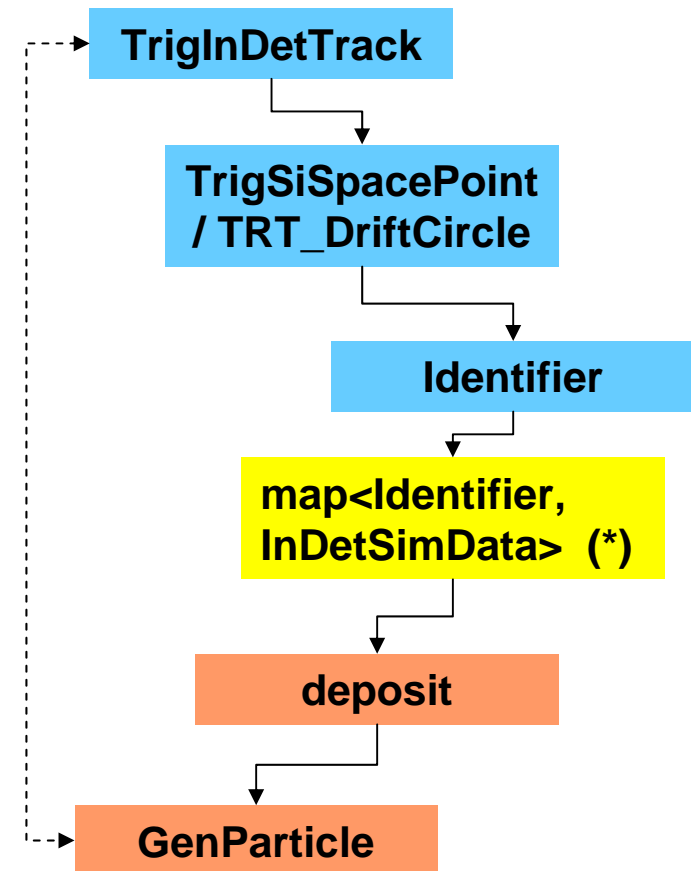 TrigInDetTrack
TrigSiSpacePoint
/ TRT_DriftCircle
Identifier
map<Identifier,
InDetSimData> (*)
deposit
GenParticle